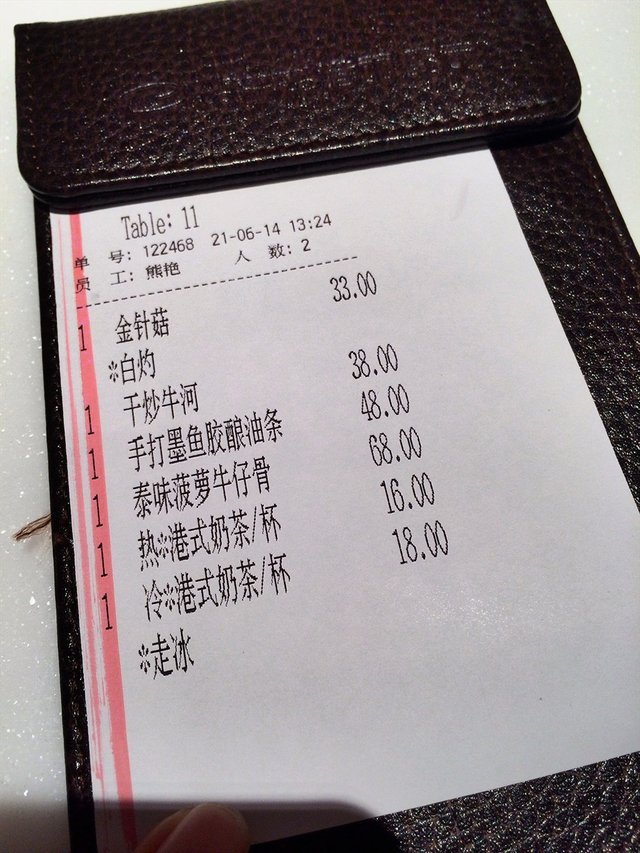 Table: 11
单 号: 122468 21-06-14 13:24
员 工: 熊艳 人 数: 2
1 金针菇 33.00
※白灼
1 干炒牛河 38.00
1 手打墨鱼胶酿油条 48.00
1 泰味菠萝牛仔骨 68.00
1 热※港式奶茶/杯 16.00
1 冷※港式奶茶/杯 18.00
※走冰